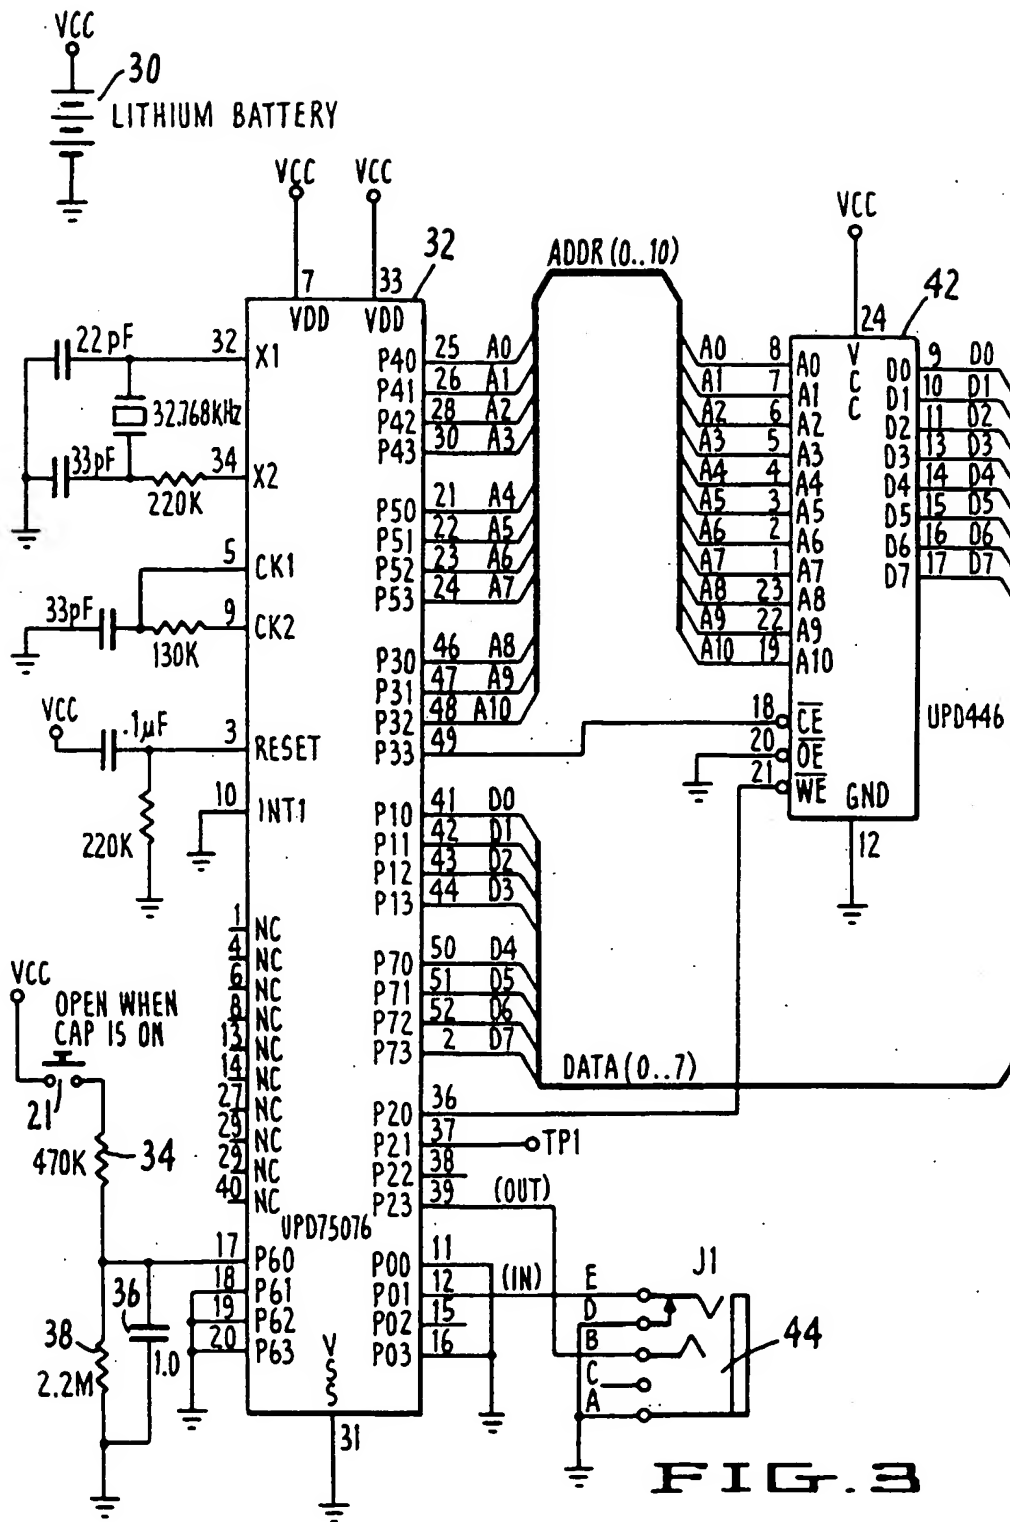 VCC
30
LITHIUM BATTERY
VCC VCC
32
7 33
VDD VDD
22pF
32 X1
32.768KHz
33pF
34 X2
220K
5 CK1
33pF
9 CK2
130K
VCC
.1µF
3 RESET
10 INT1
220K
1 NC
4 NC
6 NC
8 NC
13 NC
14 NC
27 NC
29 NC
29 NC
40 NC
UPD75076
VCC
OPEN WHEN
CAP IS ON
21
470K
34
17 P60
18 P61
19 P62
20 P63
36
38
1.0
2.2M
VSS
31
P40 25 A0
P41 26 A1
P42 28 A2
P43 30 A3
P50 21 A4
P51 22 A5
P52 23 A6
P53 24 A7
P30 46 A8
P31 47 A9
P32 48 A10
P33 49
P10 41 D0
P11 42 D1
P12 43 D2
P13 44 D3
P70 50 D4
P71 51 D5
P72 52 D6
P73 2 D7
P20 36
P21 37 TP1
P22 38
P23 39 (OUT)
P00 11
P01 12 (IN)
P02 15
P03 16
ADDR (0..10)
DATA (0..7)
VCC
42
24
VCC
A0 8 A0
A1 7 A1
A2 6 A2
A3 5 A3
A4 4 A4
A5 3 A5
A6 2 A6
A7 1 A7
A8 23 A8
A9 22 A9
A10 19 A10
18 CE
20 OE
21 WE
D0 9 D0
D1 10 D1
D2 11 D2
D3 13 D3
D4 14 D4
D5 15 D5
D6 16 D6
D7 17 D7
UPD446
GND
12
J1
E
D
B
C
A
44
FIG. 3